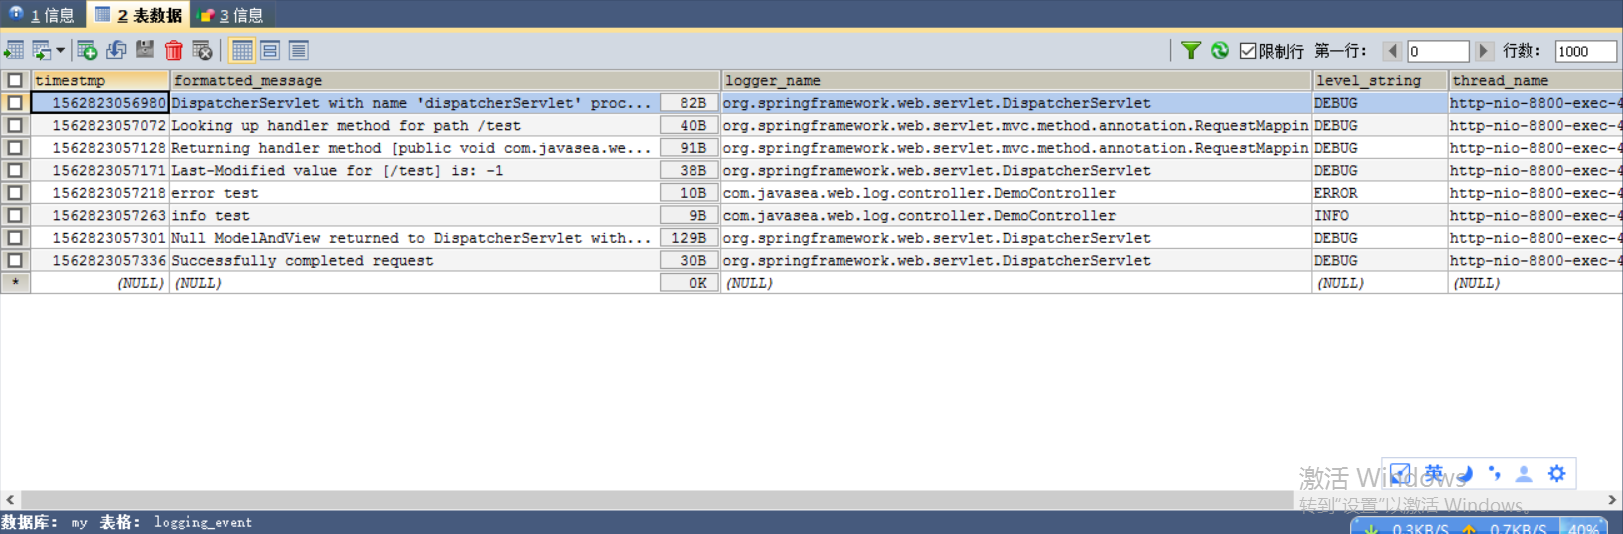 1 信息 2 表数据 3 信息
限制行 第一行: 0 行数: 1000
timestmp formatted_message logger_name level_string thread_name
1562823056980 DispatcherServlet with name 'dispatcherServlet' proc... 82B org.springframework.web.servlet.DispatcherServlet DEBUG http-nio-8800-exec-4
1562823057072 Looking up handler method for path /test 40B org.springframework.web.servlet.mvc.method.annotation.RequestMappin DEBUG http-nio-8800-exec-4
1562823057128 Returning handler method [public void com.javasea.we... 91B org.springframework.web.servlet.mvc.method.annotation.RequestMappin DEBUG http-nio-8800-exec-4
1562823057171 Last-Modified value for [/test] is: -1 38B org.springframework.web.servlet.DispatcherServlet DEBUG http-nio-8800-exec-4
1562823057218 error test 10B com.javasea.web.log.controller.DemoController ERROR http-nio-8800-exec-4
1562823057263 info test 9B com.javasea.web.log.controller.DemoController INFO http-nio-8800-exec-4
1562823057301 Null ModelAndView returned to DispatcherServlet with... 129B org.springframework.web.servlet.DispatcherServlet DEBUG http-nio-8800-exec-4
1562823057336 Successfully completed request 30B org.springframework.web.servlet.DispatcherServlet DEBUG http-nio-8800-exec-4
* (NULL) (NULL) 0K (NULL) (NULL) (NULL)
英
激活 Windows
转到"设置"以激活 Windows。
数据库: my 表格: logging_event
0.3KB/S 0.7KB/S 40%